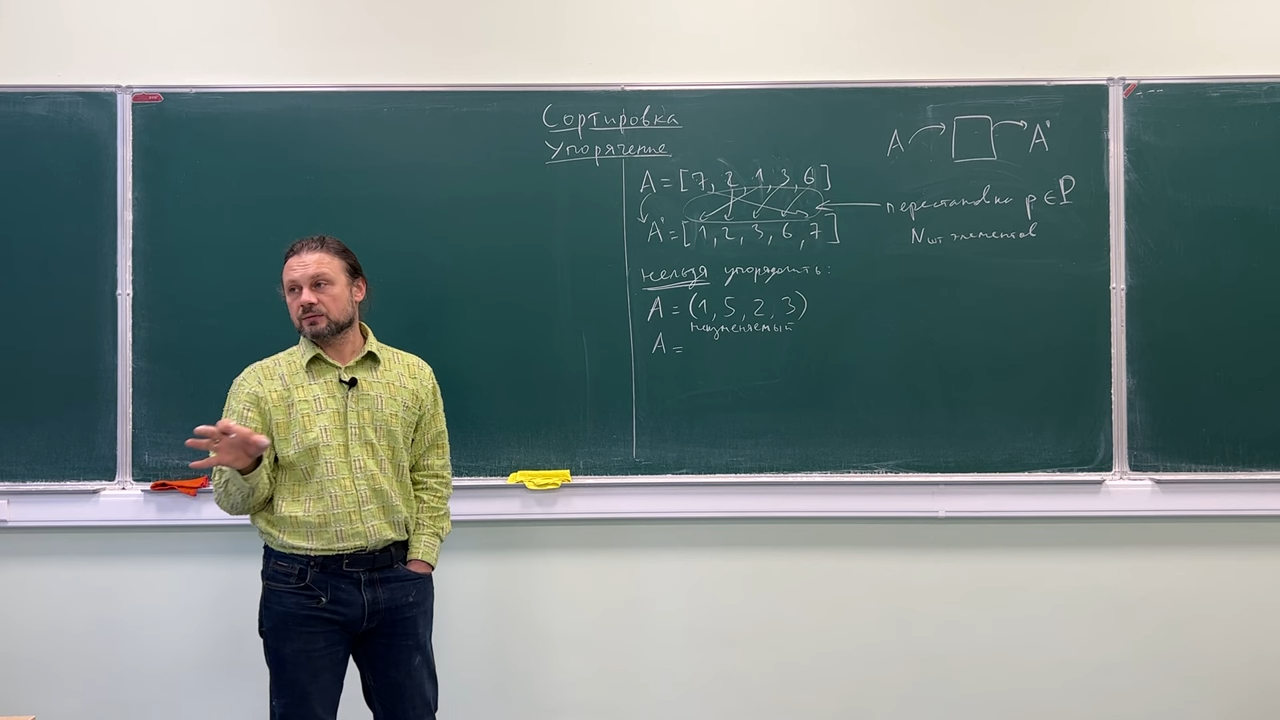 Сортировка
Упорячение
A = [7, 2, 1, 3, 6]
A' = [1, 2, 3, 6, 7]
нельзя упорядочить:
A = (1, 5, 2, 3)
неизменяемый
A =
A A'
перестановка p ∈ P
N шт элементов